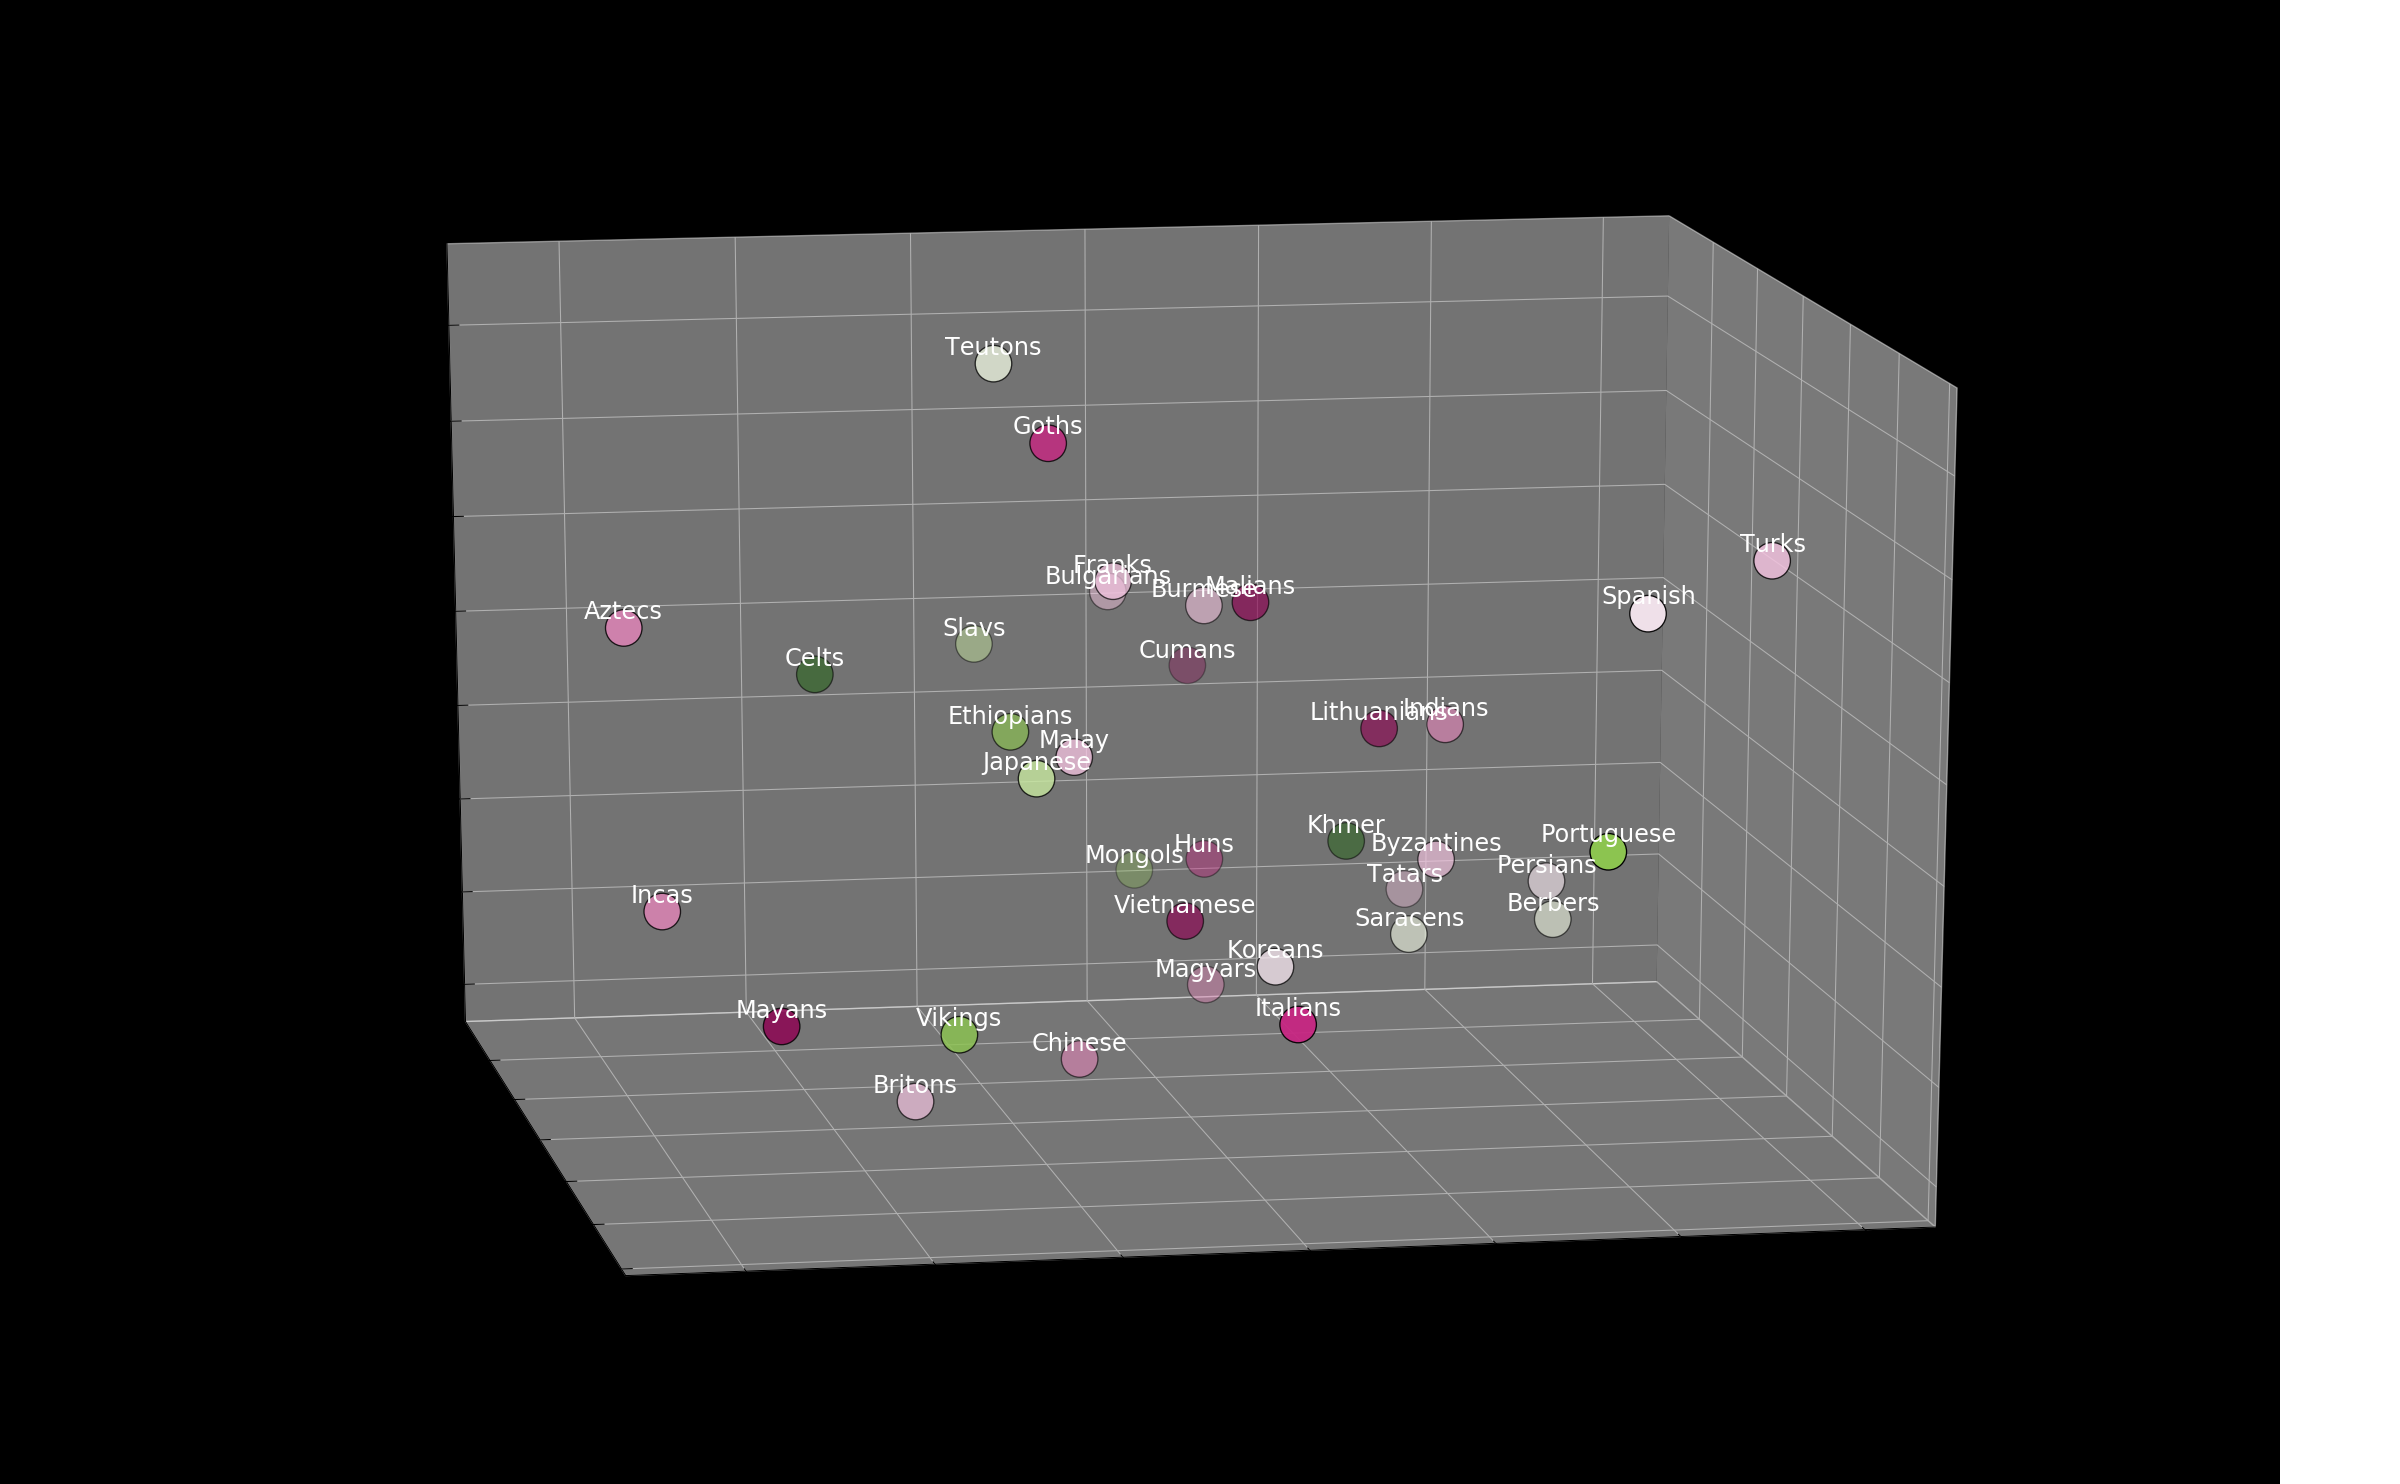 Teutons
Goths
Turks
Franks
Bulgarians
Burmese
Malians
Spanish
Aztecs
Slavs
Celts
Cumans
Ethiopians
Lithuanians
Indians
Malay
Japanese
Khmer
Portuguese
Huns
Byzantines
Mongols
Persians
Tatars
Incas
Vietnamese
Berbers
Saracens
Koreans
Magyars
Mayans
Italians
Vikings
Chinese
Britons